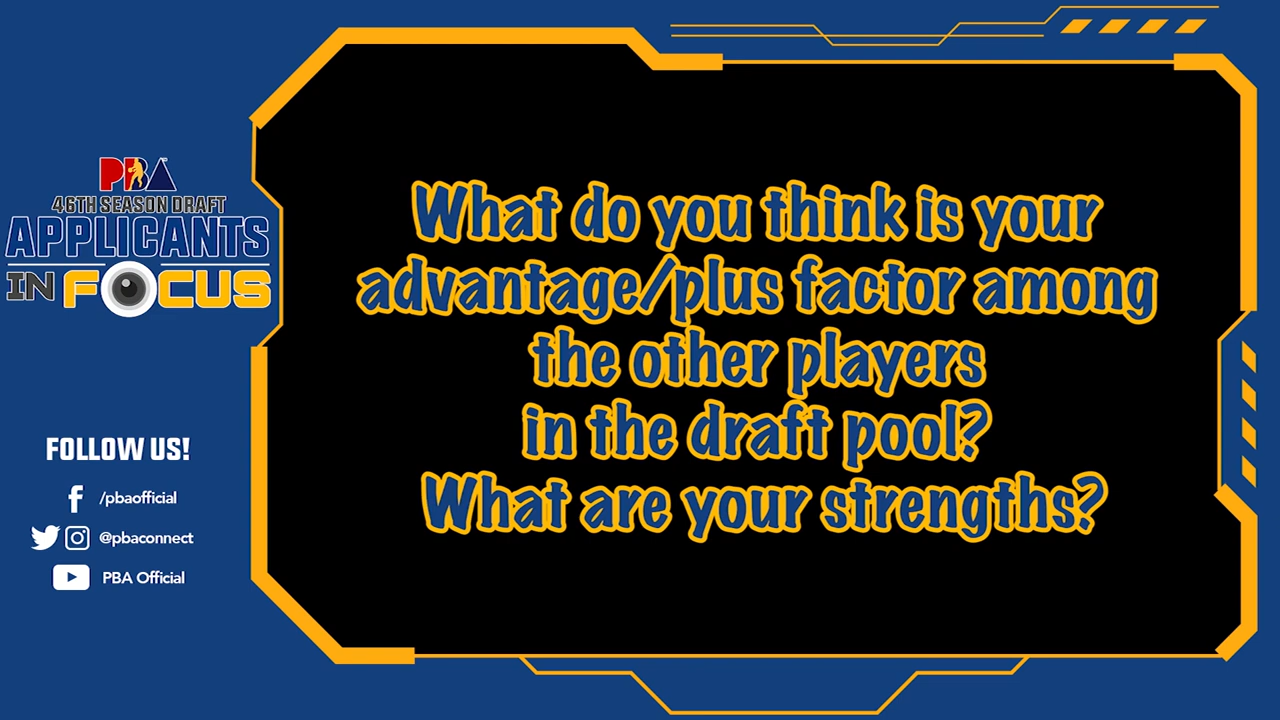 PBA
46TH SEASON DRAFT
APPLICANTS
IN FOCUS
FOLLOW US!
/pbaofficial
@pbaconnect
PBA Official
What do you think is your
advantage/plus factor among
the other players
in the draft pool?
What are your strengths?